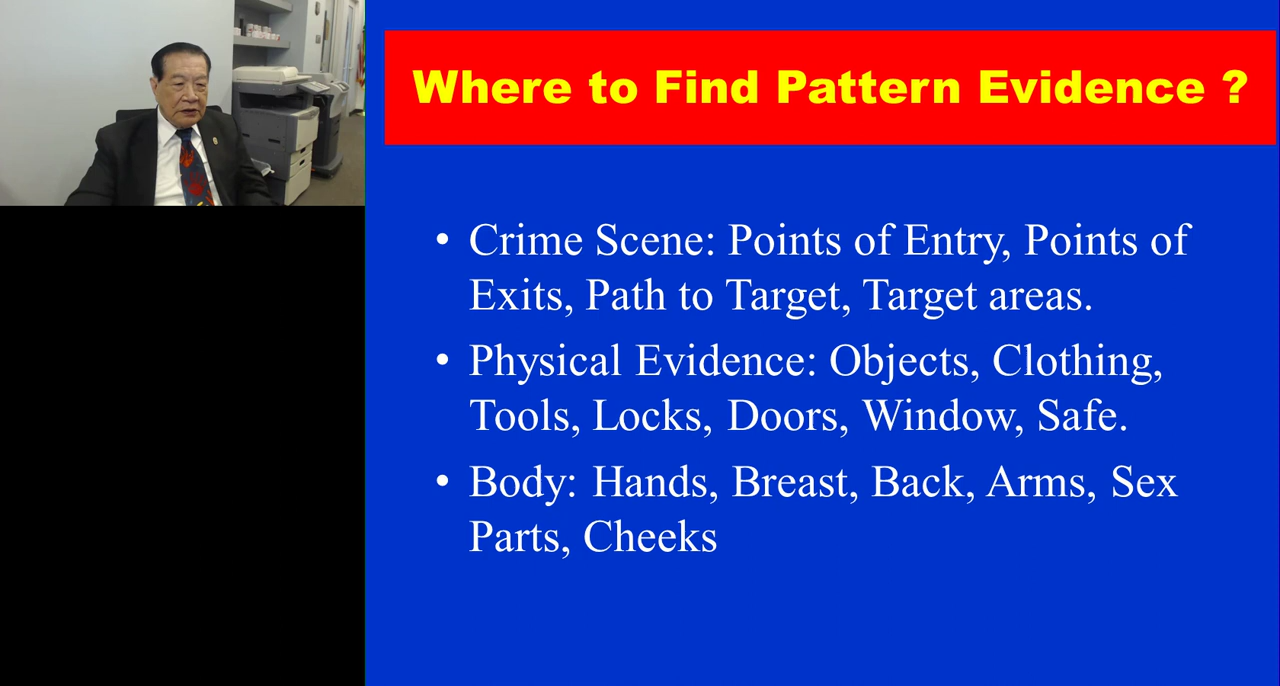 Where to Find Pattern Evidence ?
• Crime Scene: Points of Entry, Points of
Exits, Path to Target, Target areas.
• Physical Evidence: Objects, Clothing,
Tools, Locks, Doors, Window, Safe.
• Body: Hands, Breast, Back, Arms, Sex
Parts, Cheeks